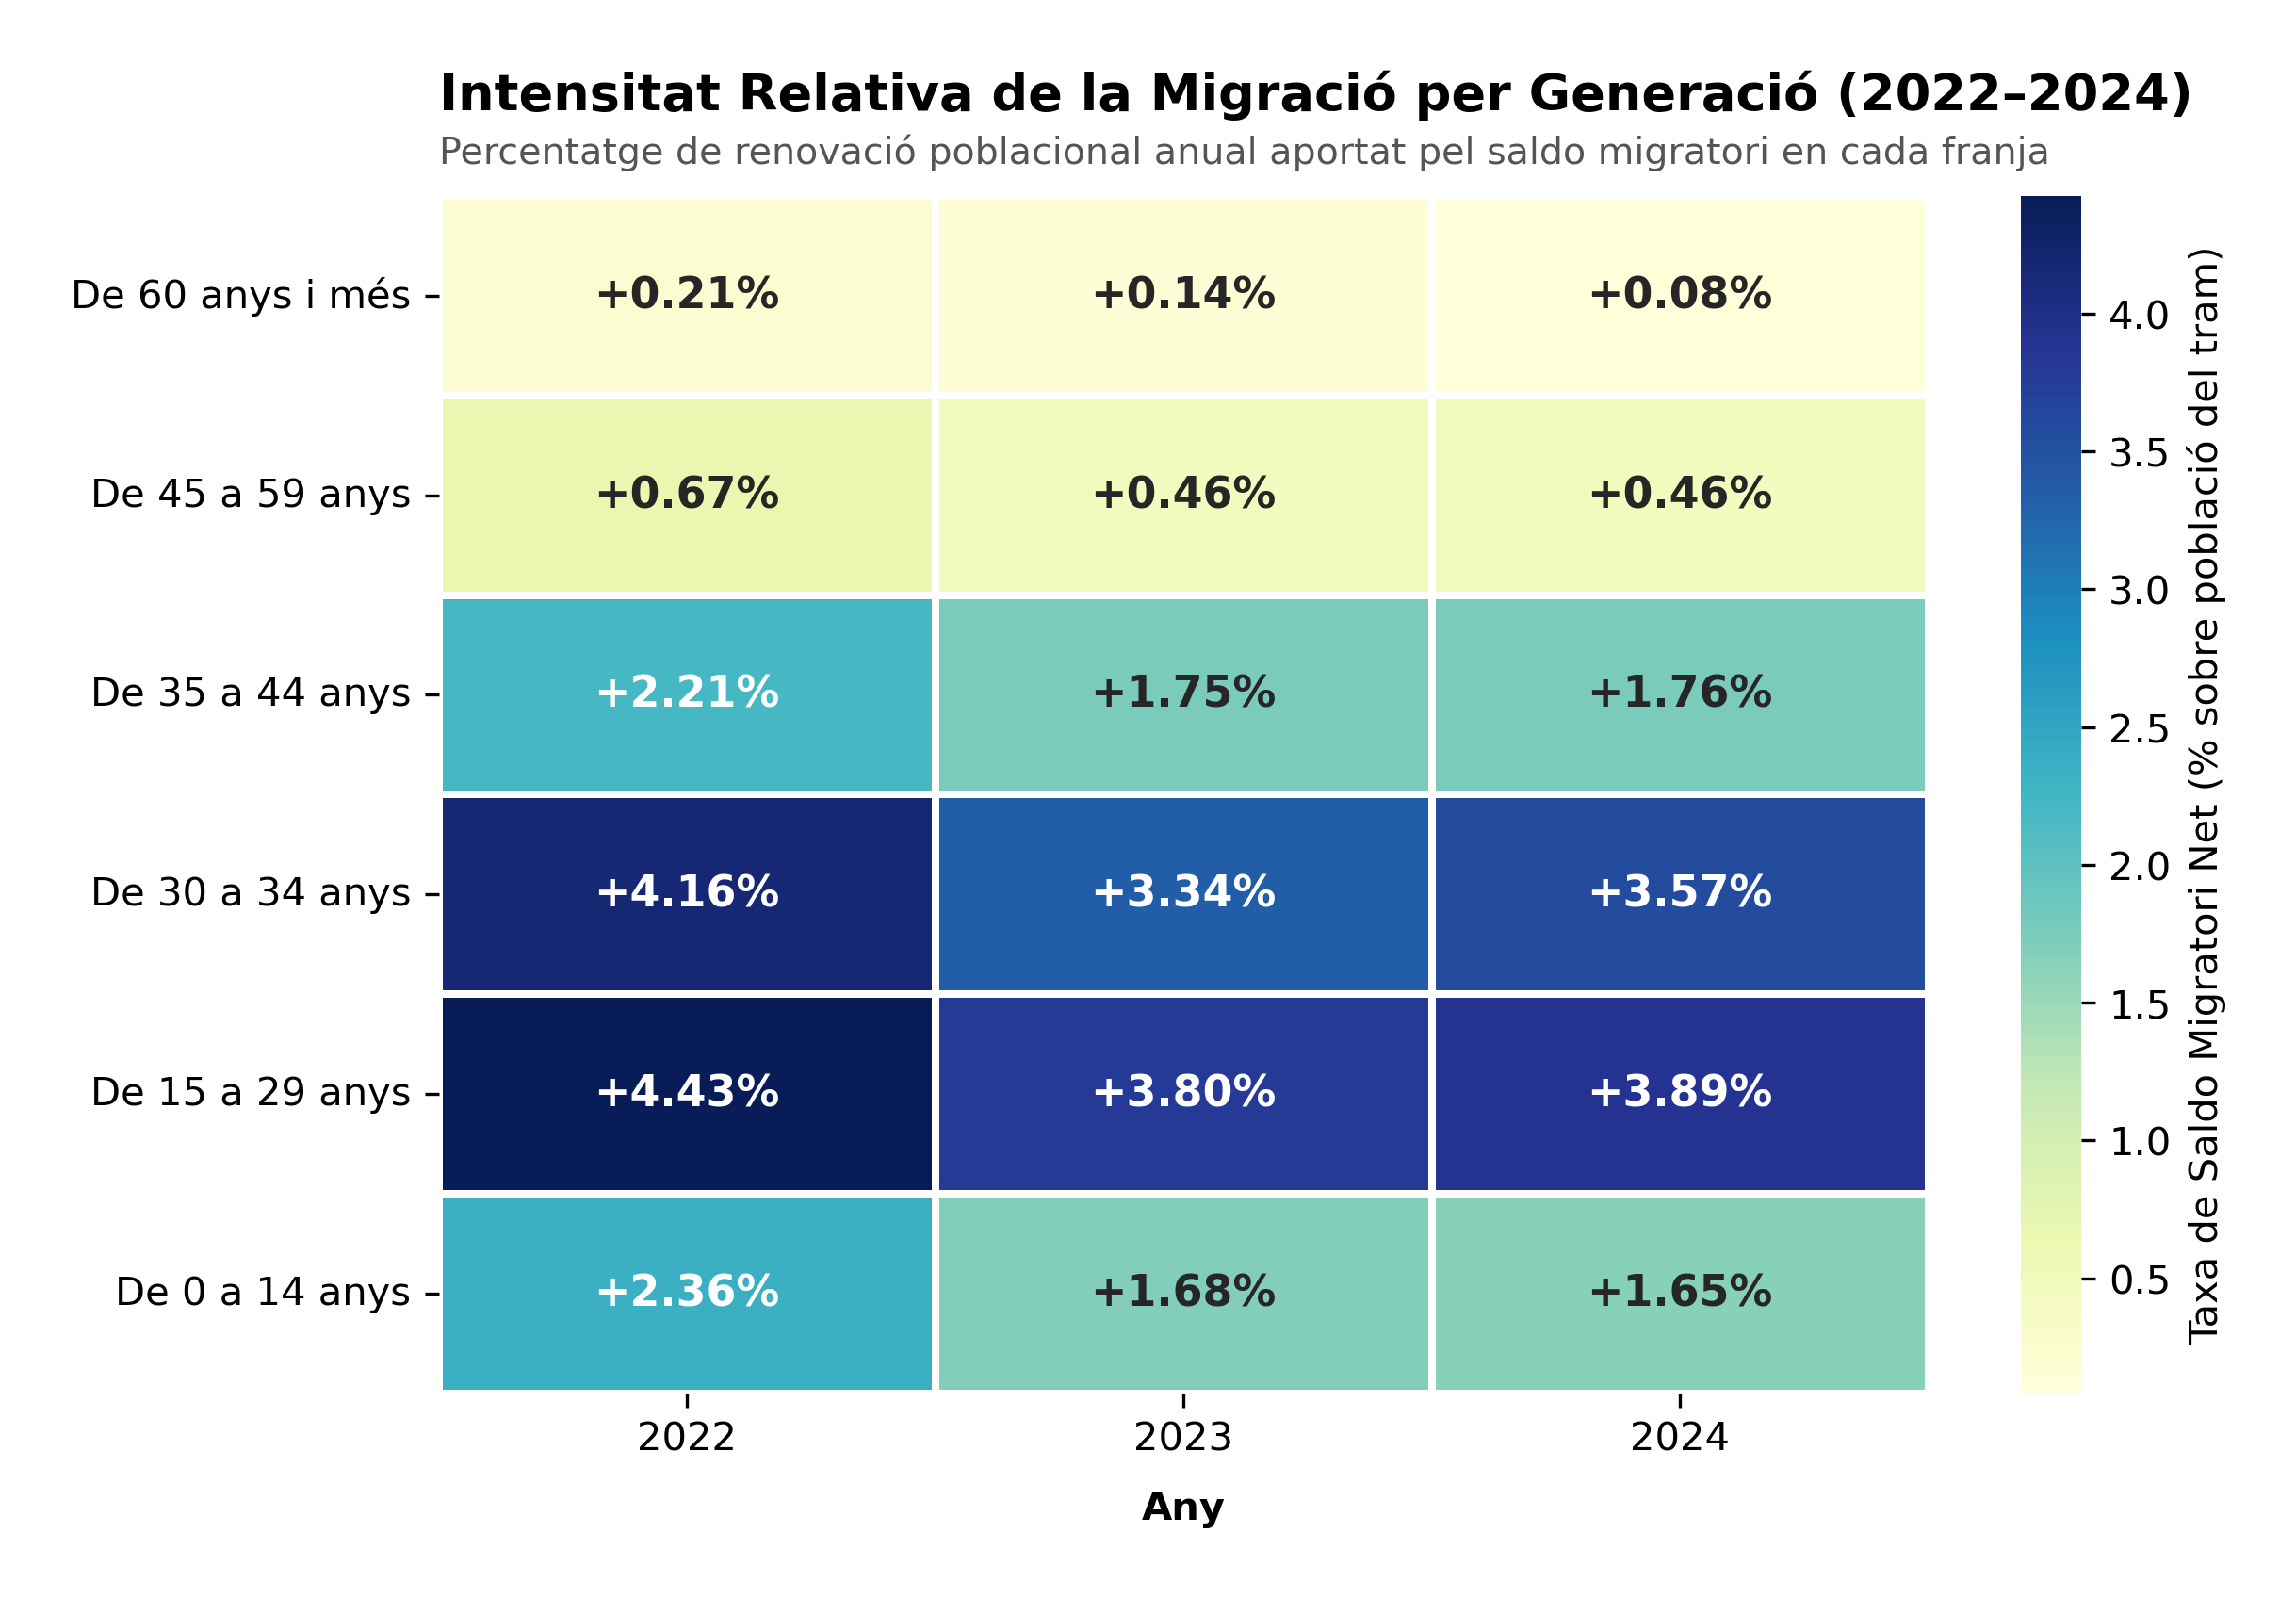 Intensitat Relativa de la Migració per Generació (2022–2024)
Percentatge de renovació poblacional anual aportat pel saldo migratori en cada franja
De 60 anys i més
+0.21%
+0.14%
+0.08%
De 45 a 59 anys
+0.67%
+0.46%
+0.46%
De 35 a 44 anys
+2.21%
+1.75%
+1.76%
De 30 a 34 anys
+4.16%
+3.34%
+3.57%
De 15 a 29 anys
+4.43%
+3.80%
+3.89%
De 0 a 14 anys
+2.36%
+1.68%
+1.65%
2022
2023
2024
Any
4.0
3.5
3.0
2.5
2.0
1.5
1.0
0.5
Taxa de Saldo Migratori Net (% sobre població del tram)